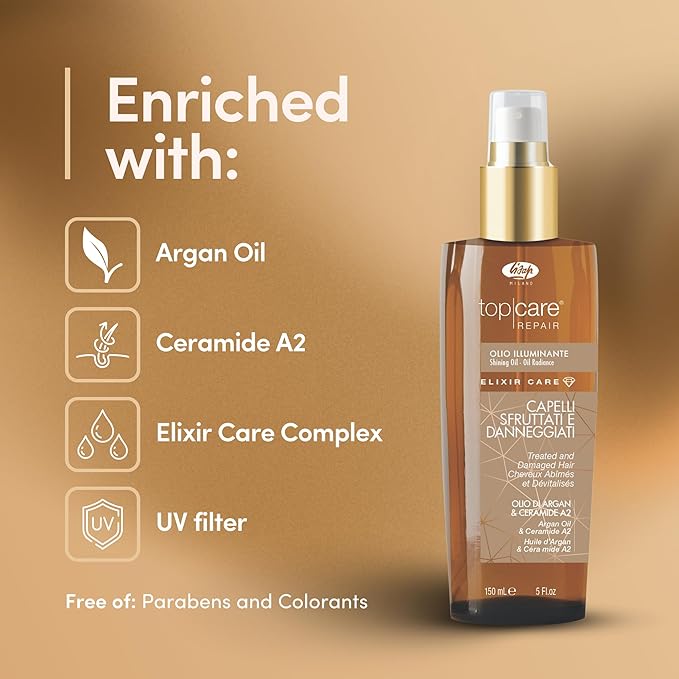 Enriched
with:
Argan Oil
Ceramide A2
Elixir Care Complex
UV
UV filter
Free of: Parabens and Colorants
lisap
MILANO
top|care®
REPAIR
OLIO ILLUMINANTE
Shining Oil - Oil Radiance
ELIXIR CARE
CAPELLI
SFRUTTATI E
DANNEGGIATI
Treated and
Damaged Hair
Cheveux Abîmés
et Dévitalisés
OLIO DI ARGAN
& CERAMIDE A2
Argan Oil
& Ceramide A2
Huile d'Argan
& Céra mide A2
150 mL e 5 Fl.oz